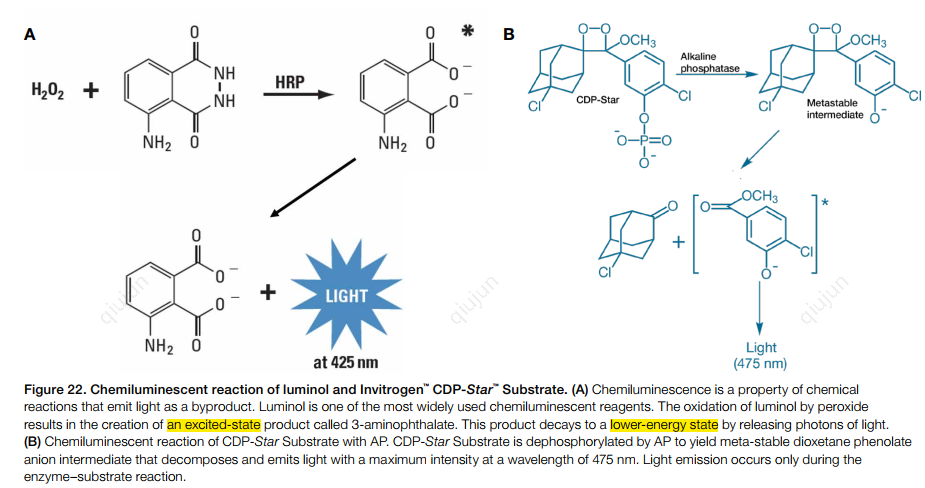 A
H₂O₂ + O NH NH NH₂ O
HRP
O * O⁻ O⁻ NH₂ O
O O⁻ O O⁻ NH₂ O
+
LIGHT
at 425 nm
B
O–O OCH₃
Cl CDP-Star Cl
O
⁻O–P=O
O⁻
Alkaline
phosphatase
O–O OCH₃
Cl Cl
Metastable
intermediate O⁻
O Cl
+
O OCH₃ Cl O⁻ *
Light
(475 nm)
qiujun
qiujun
qiujun
Figure 22. Chemiluminescent reaction of luminol and Invitrogen™ CDP-Star™ Substrate. (A) Chemiluminescence is a property of chemical
reactions that emit light as a byproduct. Luminol is one of the most widely used chemiluminescent reagents. The oxidation of luminol by peroxide
results in the creation of an excited-state product called 3-aminophthalate. This product decays to a lower-energy state by releasing photons of light.
(B) Chemiluminescent reaction of CDP-Star Substrate with AP. CDP-Star Substrate is dephosphorylated by AP to yield meta-stable dioxetane phenolate
anion intermediate that decomposes and emits light with a maximum intensity at a wavelength of 475 nm. Light emission occurs only during the
enzyme–substrate reaction.